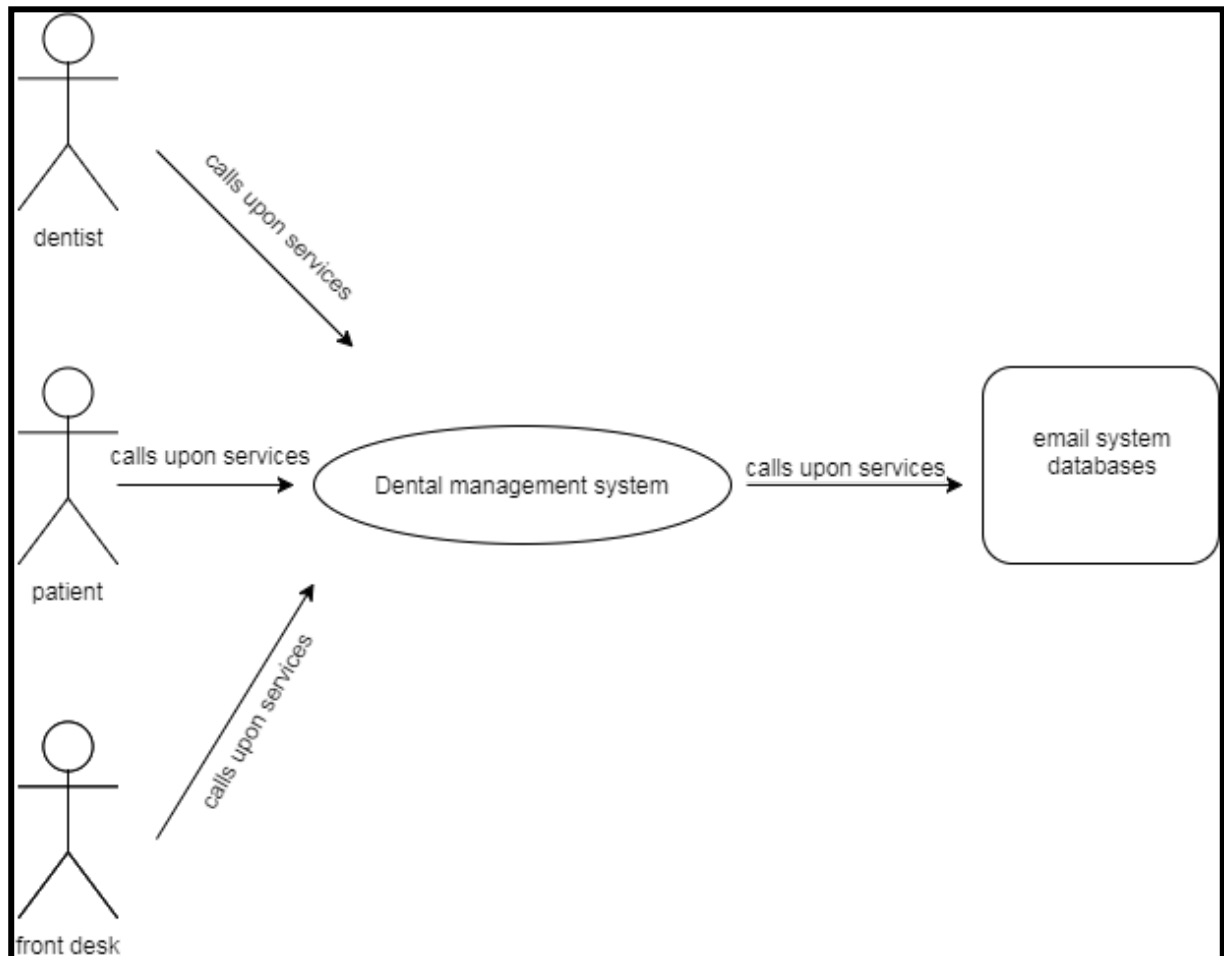 calls upon services
dentist
calls upon services
Dental management system
calls upon services
email system
databases
patient
calls upon services
front desk